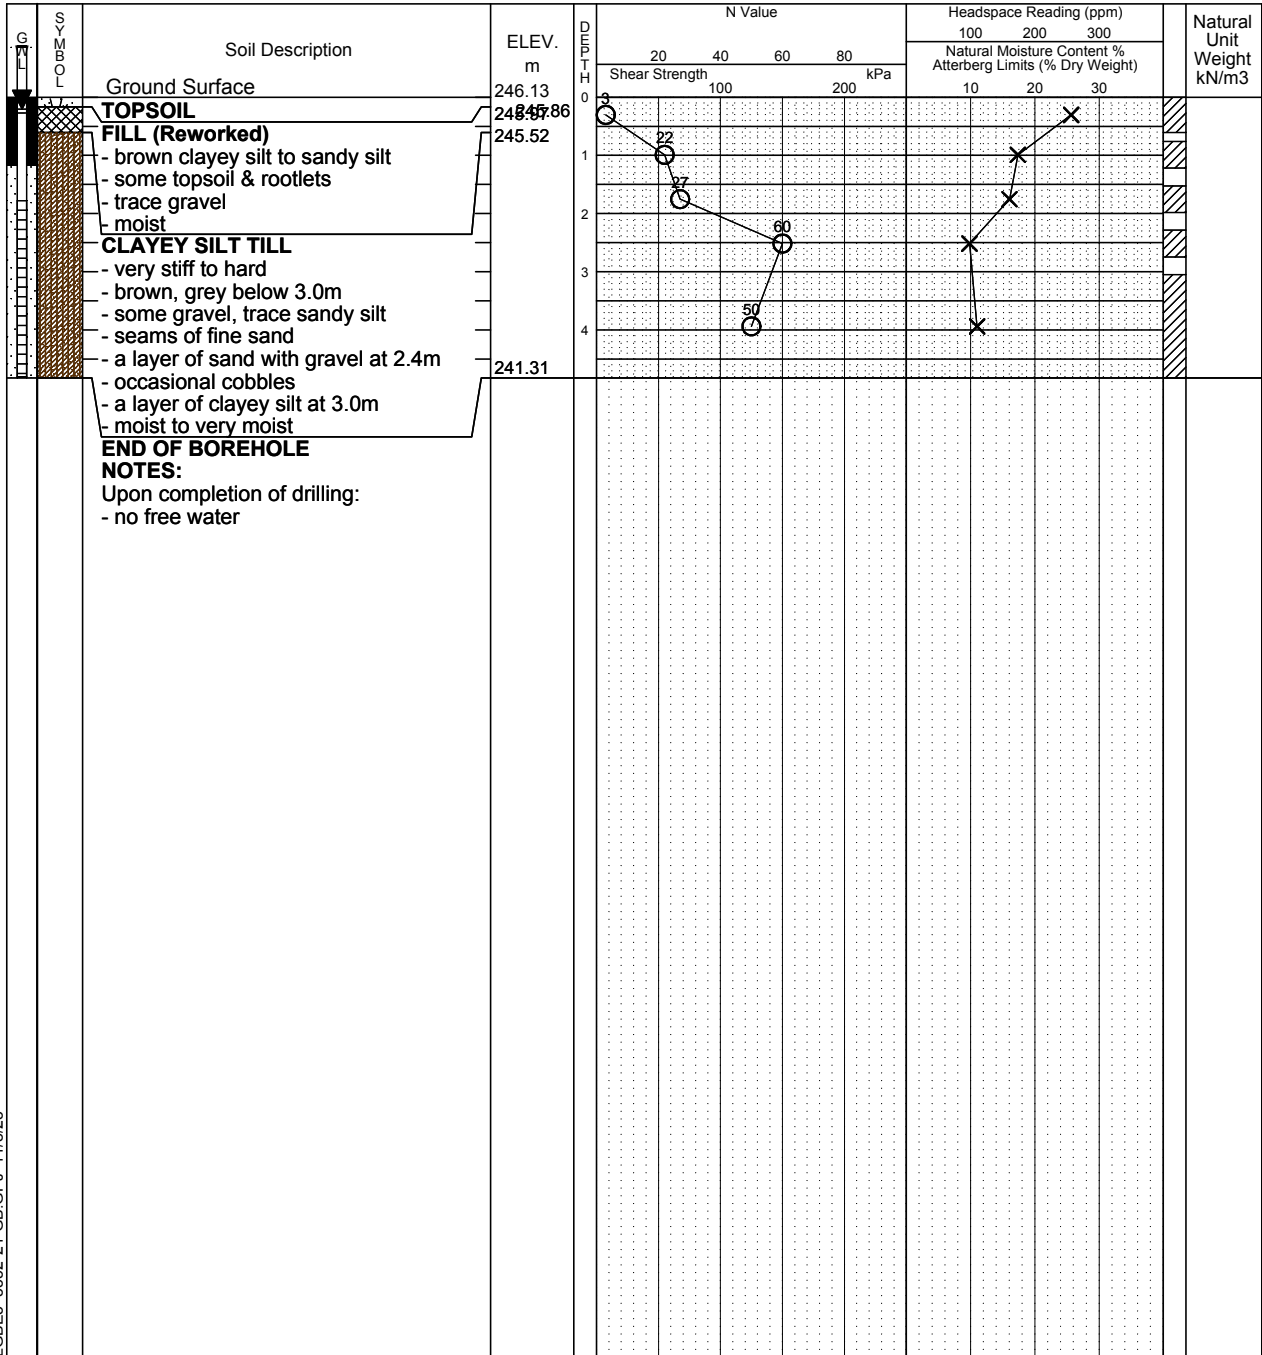 GWL
SYMBOL
Soil Description
Ground Surface
ELEV.
m
DEPTH
N Value
20 40 60 80
Shear Strength kPa
100 200
Headspace Reading (ppm)
100 200 300
Natural Moisture Content %
Atterberg Limits (% Dry Weight)
10 20 30
Natural
Unit
Weight
kN/m3
246.13
0
TOPSOIL
245.86
3
FILL (Reworked)
245.52
- brown clayey silt to sandy silt
22
1
- some topsoil & rootlets
27
- trace gravel
2
- moist
60
CLAYEY SILT TILL
- very stiff to hard
3
- brown, grey below 3.0m
- some gravel, trace sandy silt
50
- seams of fine sand
4
- a layer of sand with gravel at 2.4m
241.31
- occasional cobbles
- a layer of clayey silt at 3.0m
- moist to very moist
END OF BOREHOLE
NOTES:
Upon completion of drilling:
- no free water